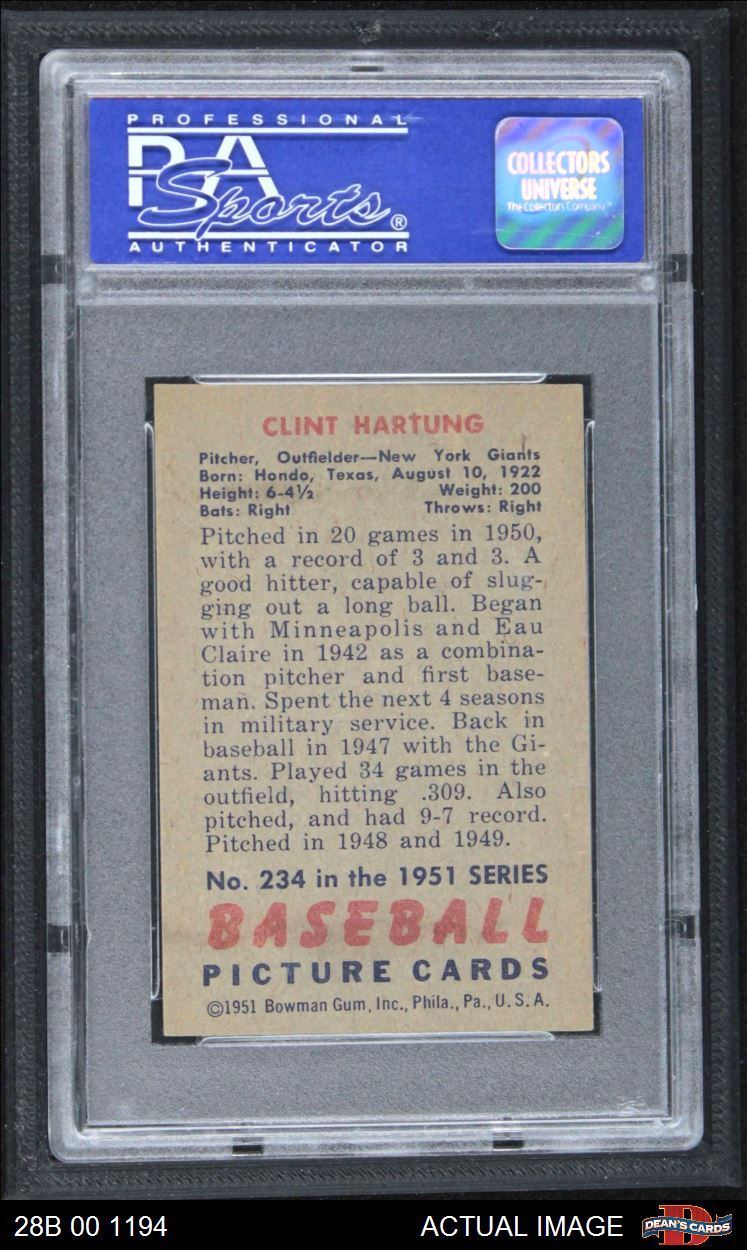 PROFESSIONAL
PSA
Sports®
AUTHENTICATOR
COLLECTORS
UNIVERSE
The Collectors Company™
CLINT HARTUNG
Pitcher, Outfielder—New York Giants
Born: Hondo, Texas, August 10, 1922
Height: 6-4½ Weight: 200
Bats: Right Throws: Right
Pitched in 20 games in 1950,
with a record of 3 and 3. A
good hitter, capable of slug-
ging out a long ball. Began
with Minneapolis and Eau
Claire in 1942 as a combina-
tion pitcher and first base-
man. Spent the next 4 seasons
in military service. Back in
baseball in 1947 with the Gi-
ants. Played 34 games in the
outfield, hitting .309. Also
pitched, and had 9-7 record.
Pitched in 1948 and 1949.
No. 234 in the 1951 SERIES
BASEBALL
PICTURE CARDS
©1951 Bowman Gum, Inc., Phila., Pa., U. S. A.
28B 00 1194 ACTUAL IMAGE DEAN'S CARDS